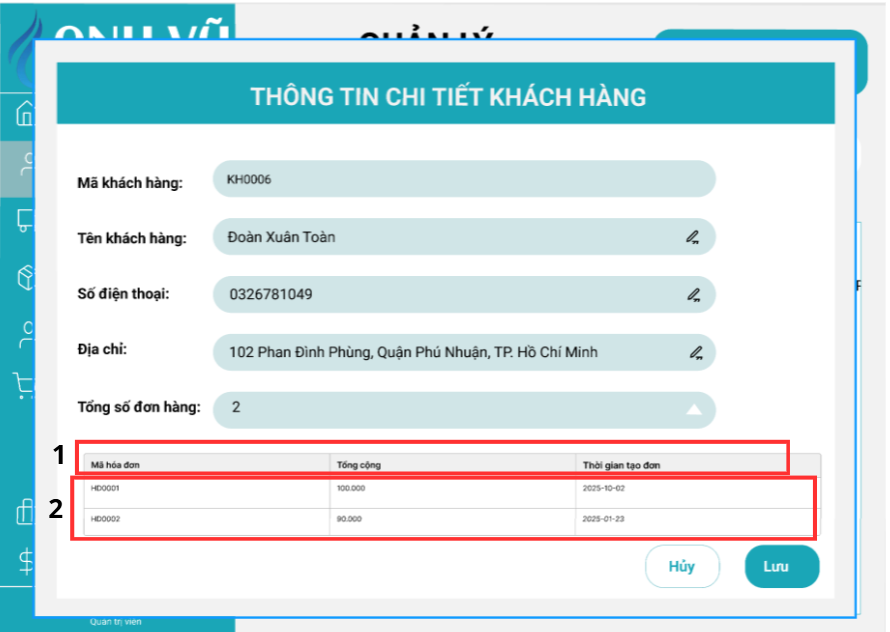 THÔNG TIN CHI TIẾT KHÁCH HÀNG
Mã khách hàng: KH0006
Tên khách hàng: Đoàn Xuân Toàn
Số điện thoại: 0326781049
Địa chỉ: 102 Phan Đình Phùng, Quận Phú Nhuận, TP. Hồ Chí Minh
Tổng số đơn hàng: 2
1
Mã hóa đơn Tổng cộng Thời gian tạo đơn
2
HD0001 100.000 2025-10-02
HD0002 90.000 2025-01-23
Hủy Lưu
Quản trị viên